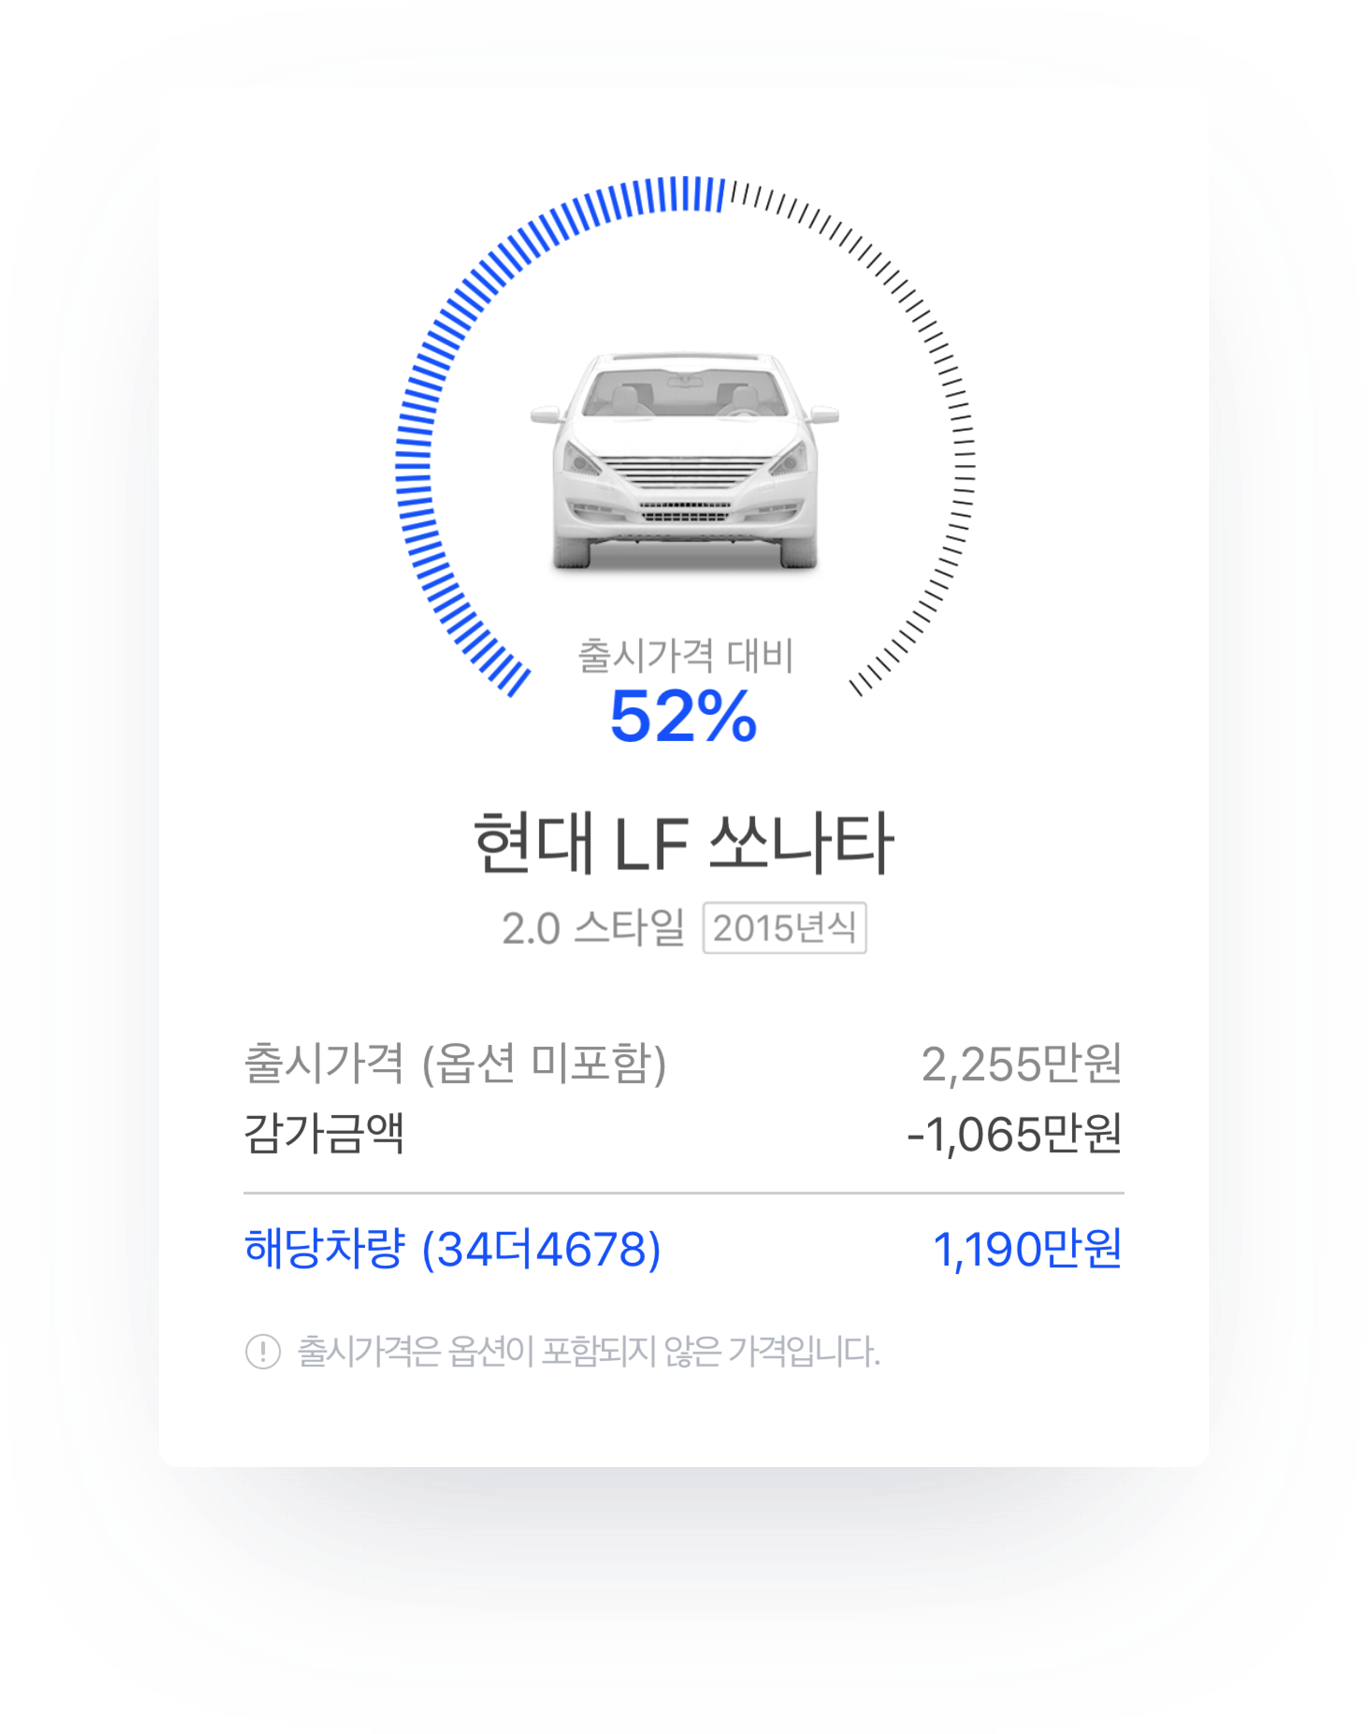 출시가격 대비
52%
현대 LF 쏘나타
2.0 스타일 2015년식
출시가격 (옵션 미포함) 2,255만원
감가금액 -1,065만원
해당차량 (34더4678) 1,190만원
출시가격은 옵션이 포함되지 않은 가격입니다.